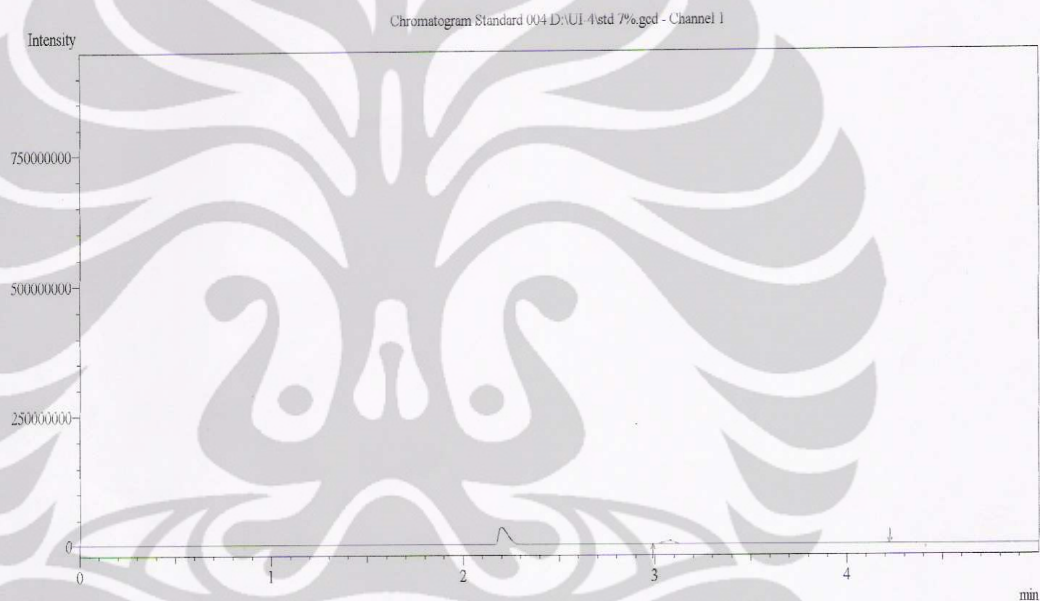 Chromatogram Standard 004 D:\UI-4\std 7%.gcd - Channel 1
Intensity
750000000
500000000
250000000
0
0 1 2 3 4
min